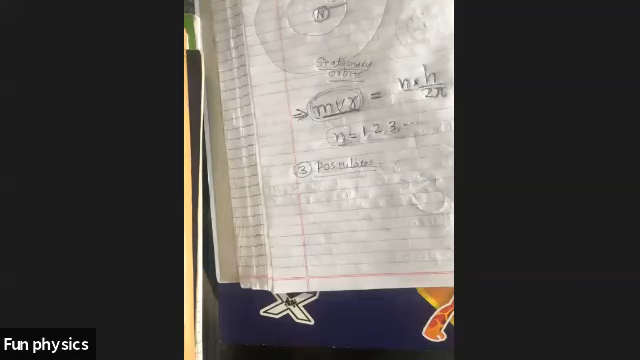 N
Stationary
orbits
⇒ mvr = n × h / 2π
n = 1, 2, 3, ...
③ Postulates
Fun physics